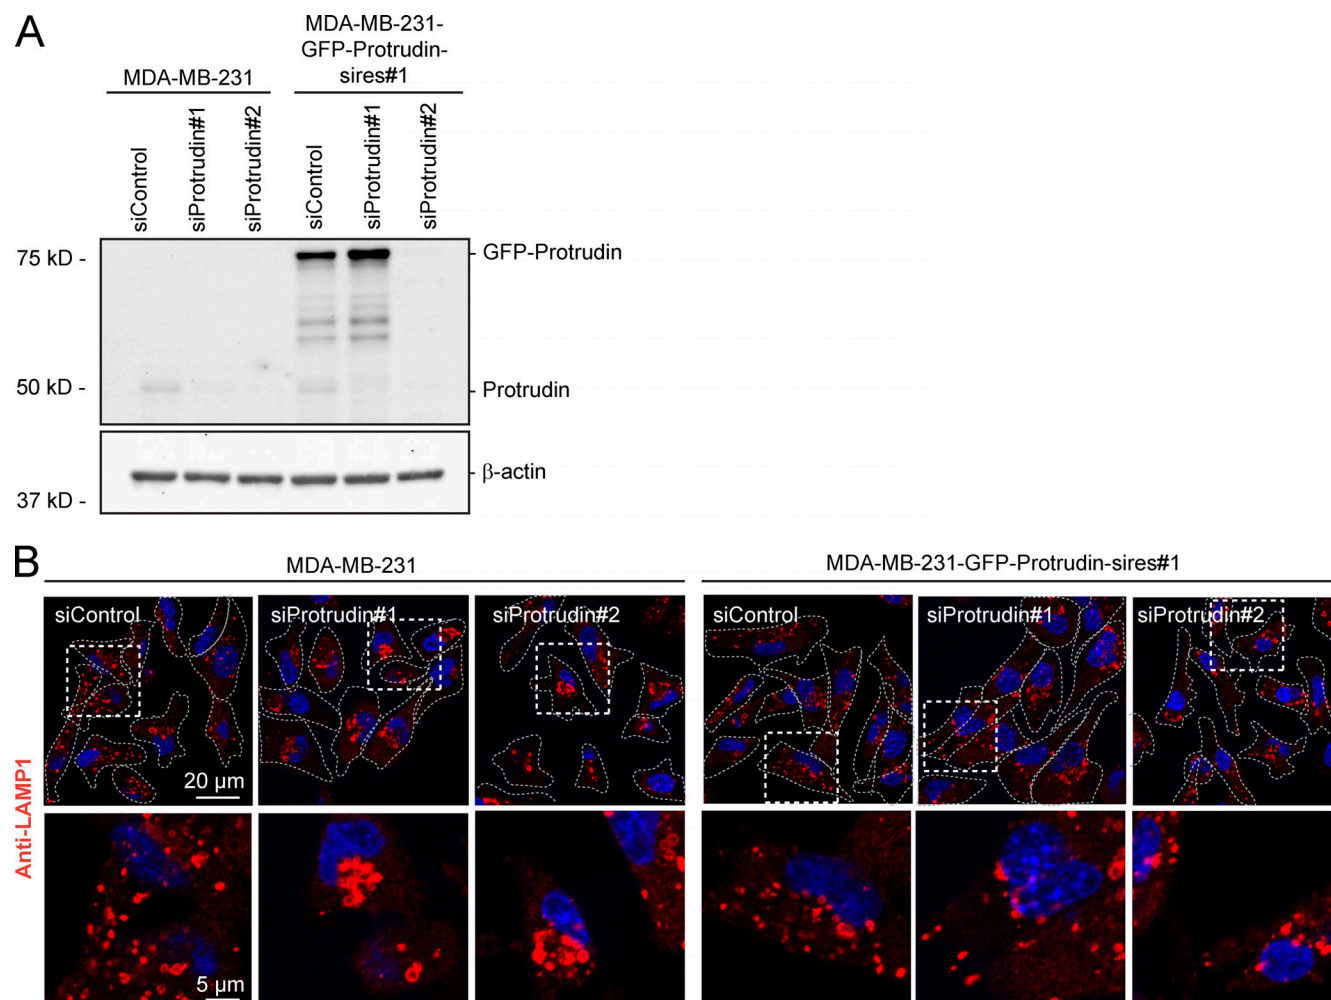 A
MDA-MB-231
MDA-MB-231-
GFP-Protrudin-
sires#1
siControl
siProtrudin#1
siProtrudin#2
siControl
siProtrudin#1
siProtrudin#2
75 kD -
- GFP-Protrudin
50 kD -
- Protrudin
- β-actin
37 kD -
B
MDA-MB-231
MDA-MB-231-GFP-Protrudin-sires#1
siControl
siProtrudin#1
siProtrudin#2
siControl
siProtrudin#1
siProtrudin#2
20 µm
Anti-LAMP1
5 µm